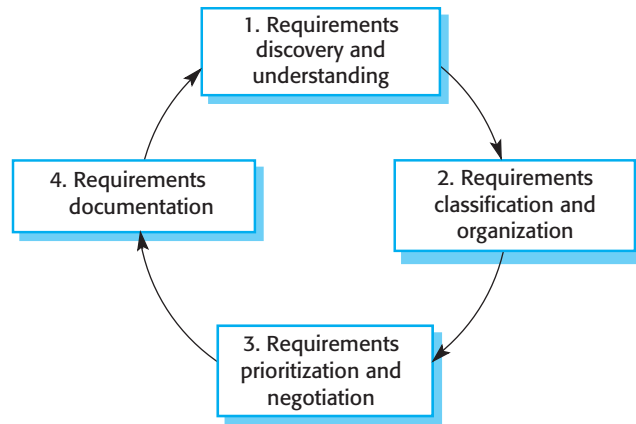 1. Requirements
discovery and
understanding
2. Requirements
classification and
organization
3. Requirements
prioritization and
negotiation
4. Requirements
documentation